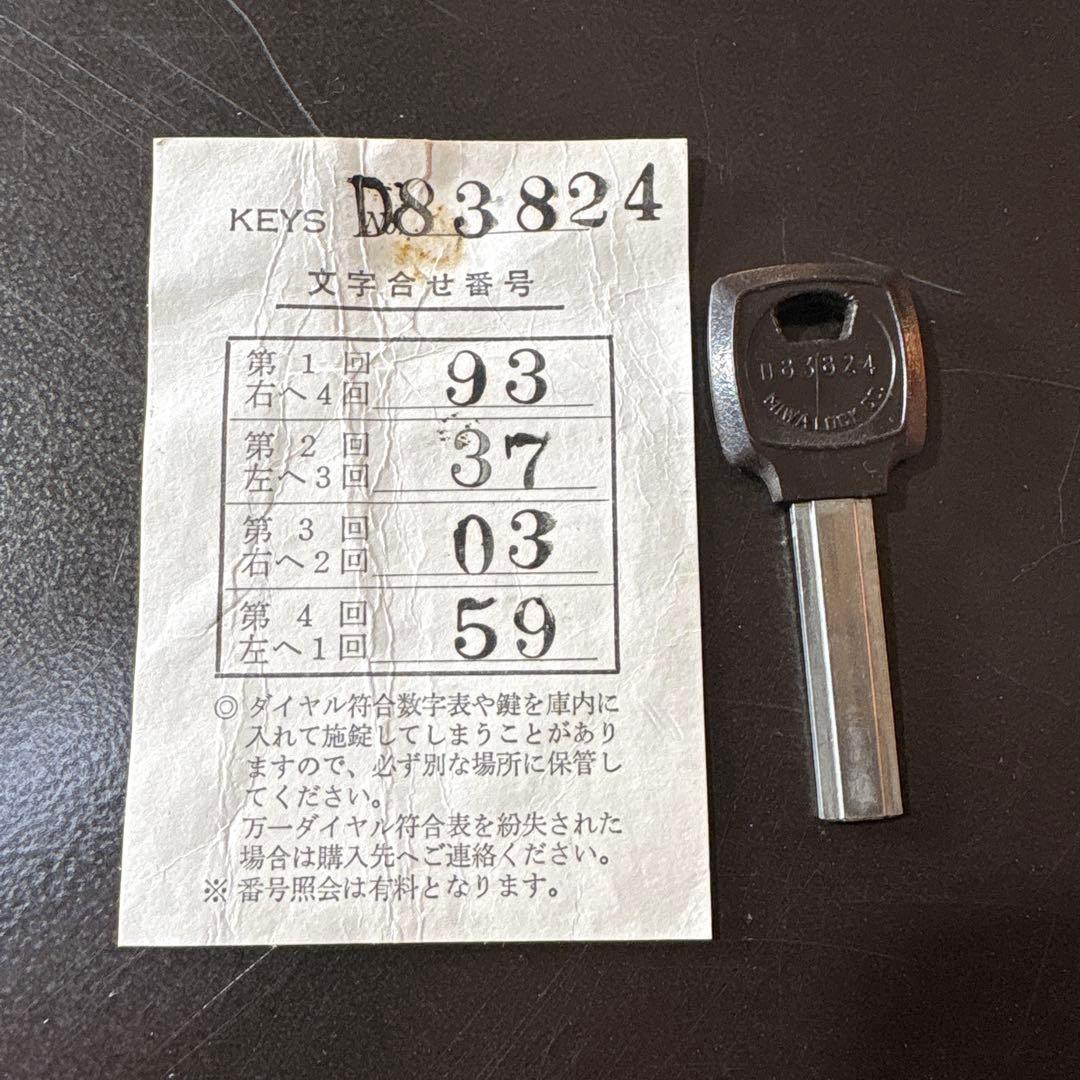 KEYS No. D83824
文字合せ番号
第1回
右へ4回 93
第2回
左へ3回 37
第3回
右へ2回 03
第4回
左へ1回 59
◎ ダイヤル符合数字表や鍵を庫内に
入れて施錠してしまうことがあり
ますので、必ず別な場所に保管し
てください。
万一ダイヤル符合表を紛失された
場合は購入先へご連絡ください。
※ 番号照会は有料となります。
D83824
MIWA LOCK CO.